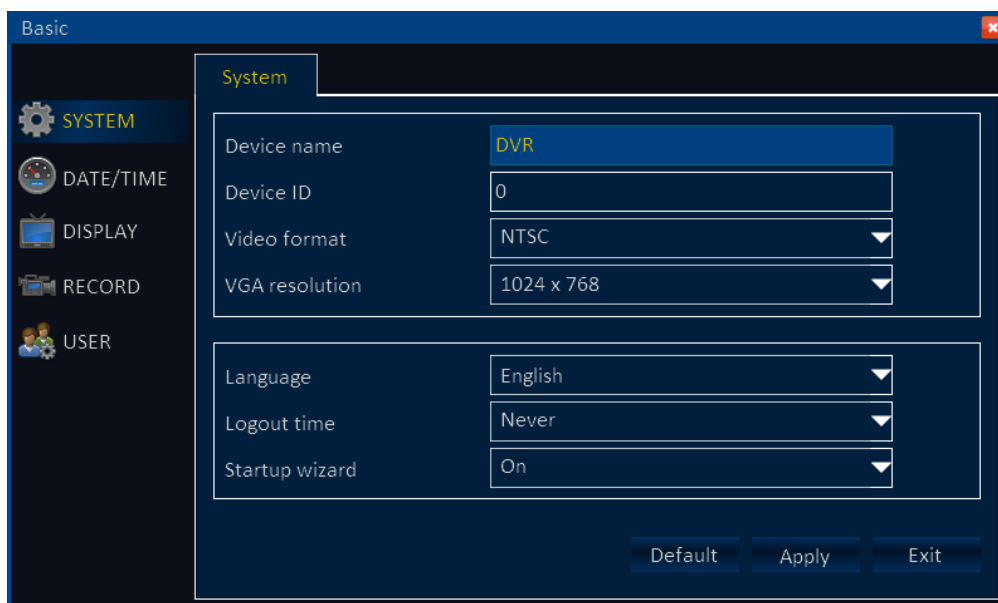 Basic
System
SYSTEM
DATE/TIME
DISPLAY
RECORD
USER
Device name DVR
Device ID 0
Video format NTSC
VGA resolution 1024 x 768
Language English
Logout time Never
Startup wizard On
Default Apply Exit